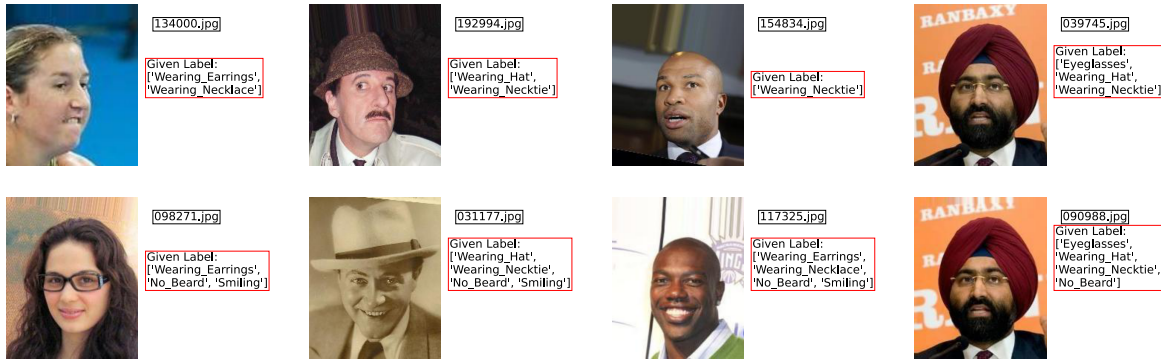 134000.jpg
Given Label:
['Wearing_Earrings',
'Wearing_Necklace']
192994.jpg
Given Label:
['Wearing_Hat',
'Wearing_Necktie']
154834.jpg
Given Label:
['Wearing_Necktie']
RANBAXY
039745.jpg
Given Label:
['Eyeglasses',
'Wearing_Hat',
'Wearing_Necktie']
098271.jpg
Given Label:
['Wearing_Earrings',
'No_Beard', 'Smiling']
031177.jpg
Given Label:
['Wearing_Hat',
'Wearing_Necktie',
'No_Beard', 'Smiling']
117325.jpg
Given Label:
['Wearing_Earrings',
'Wearing_Necklace',
'No_Beard', 'Smiling']
RANBAXY
090988.jpg
Given Label:
['Eyeglasses',
'Wearing_Hat',
'Wearing_Necktie',
'No_Beard']